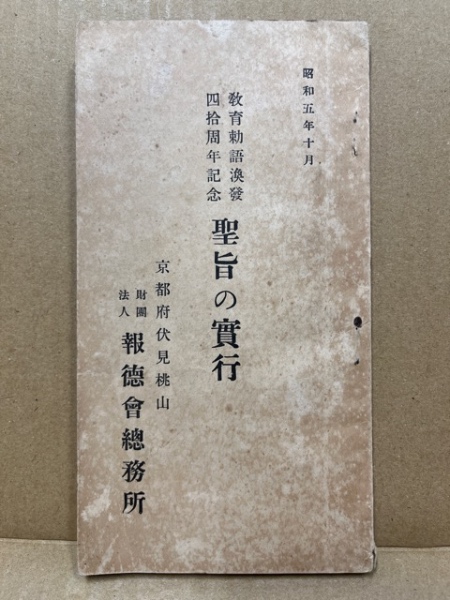 昭和五年十月
教育勅語渙發
四拾周年記念
聖旨の實行
京都府伏見桃山
財團
法人
報德會總務所